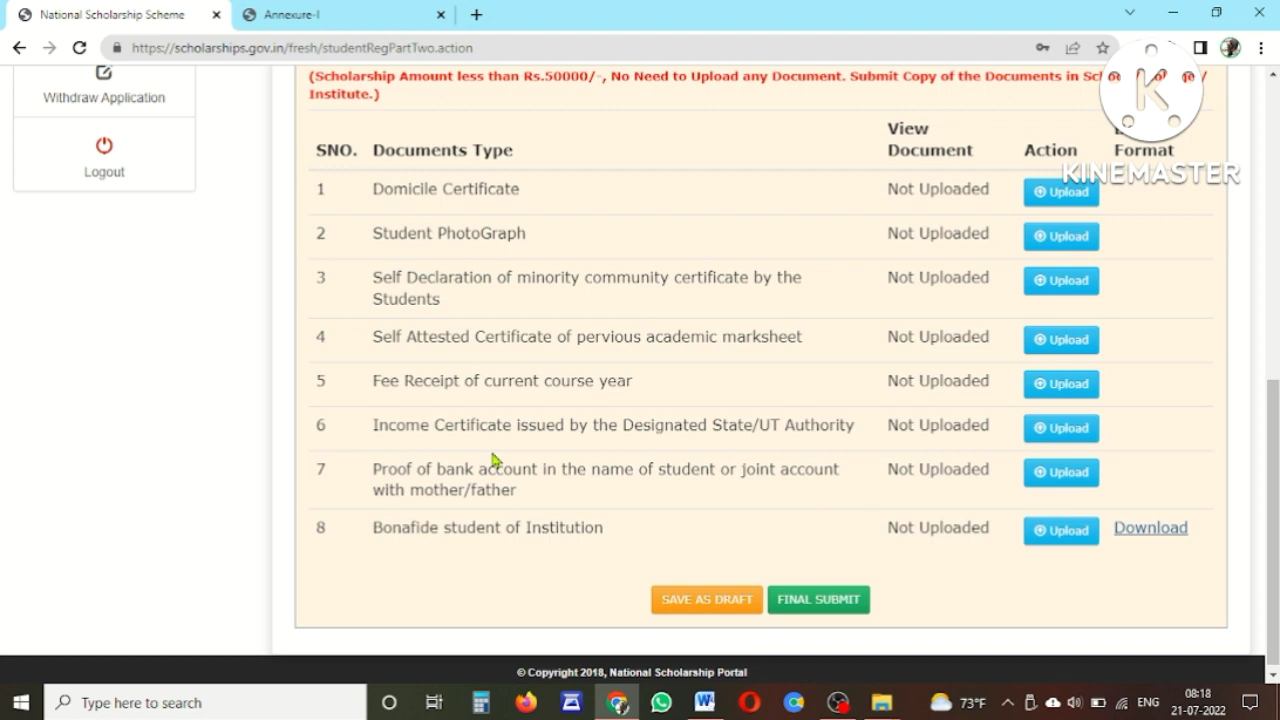 National Scholarship Scheme
Annexure-I
https://scholarships.gov.in/fresh/studentRegPartTwo.action
Withdraw Application
Logout
(Scholarship Amount less than Rs.50000/-, No Need to Upload any Document. Submit Copy of the Documents in
Institute.)
SNO. Documents Type View Document Action Format
1 Domicile Certificate Not Uploaded Upload
2 Student PhotoGraph Not Uploaded Upload
3 Self Declaration of minority community certificate by the Not Uploaded Upload
Students
4 Self Attested Certificate of pervious academic marksheet Not Uploaded Upload
5 Fee Receipt of current course year Not Uploaded Upload
6 Income Certificate issued by the Designated State/UT Authority Not Uploaded Upload
7 Proof of bank account in the name of student or joint account Not Uploaded Upload
with mother/father
8 Bonafide student of Institution Not Uploaded Upload Download
SAVE AS DRAFT FINAL SUBMIT
© Copyright 2018, National Scholarship Portal
K
KINEMASTER
Type here to search
73°F
ENG
08:18
21-07-2022